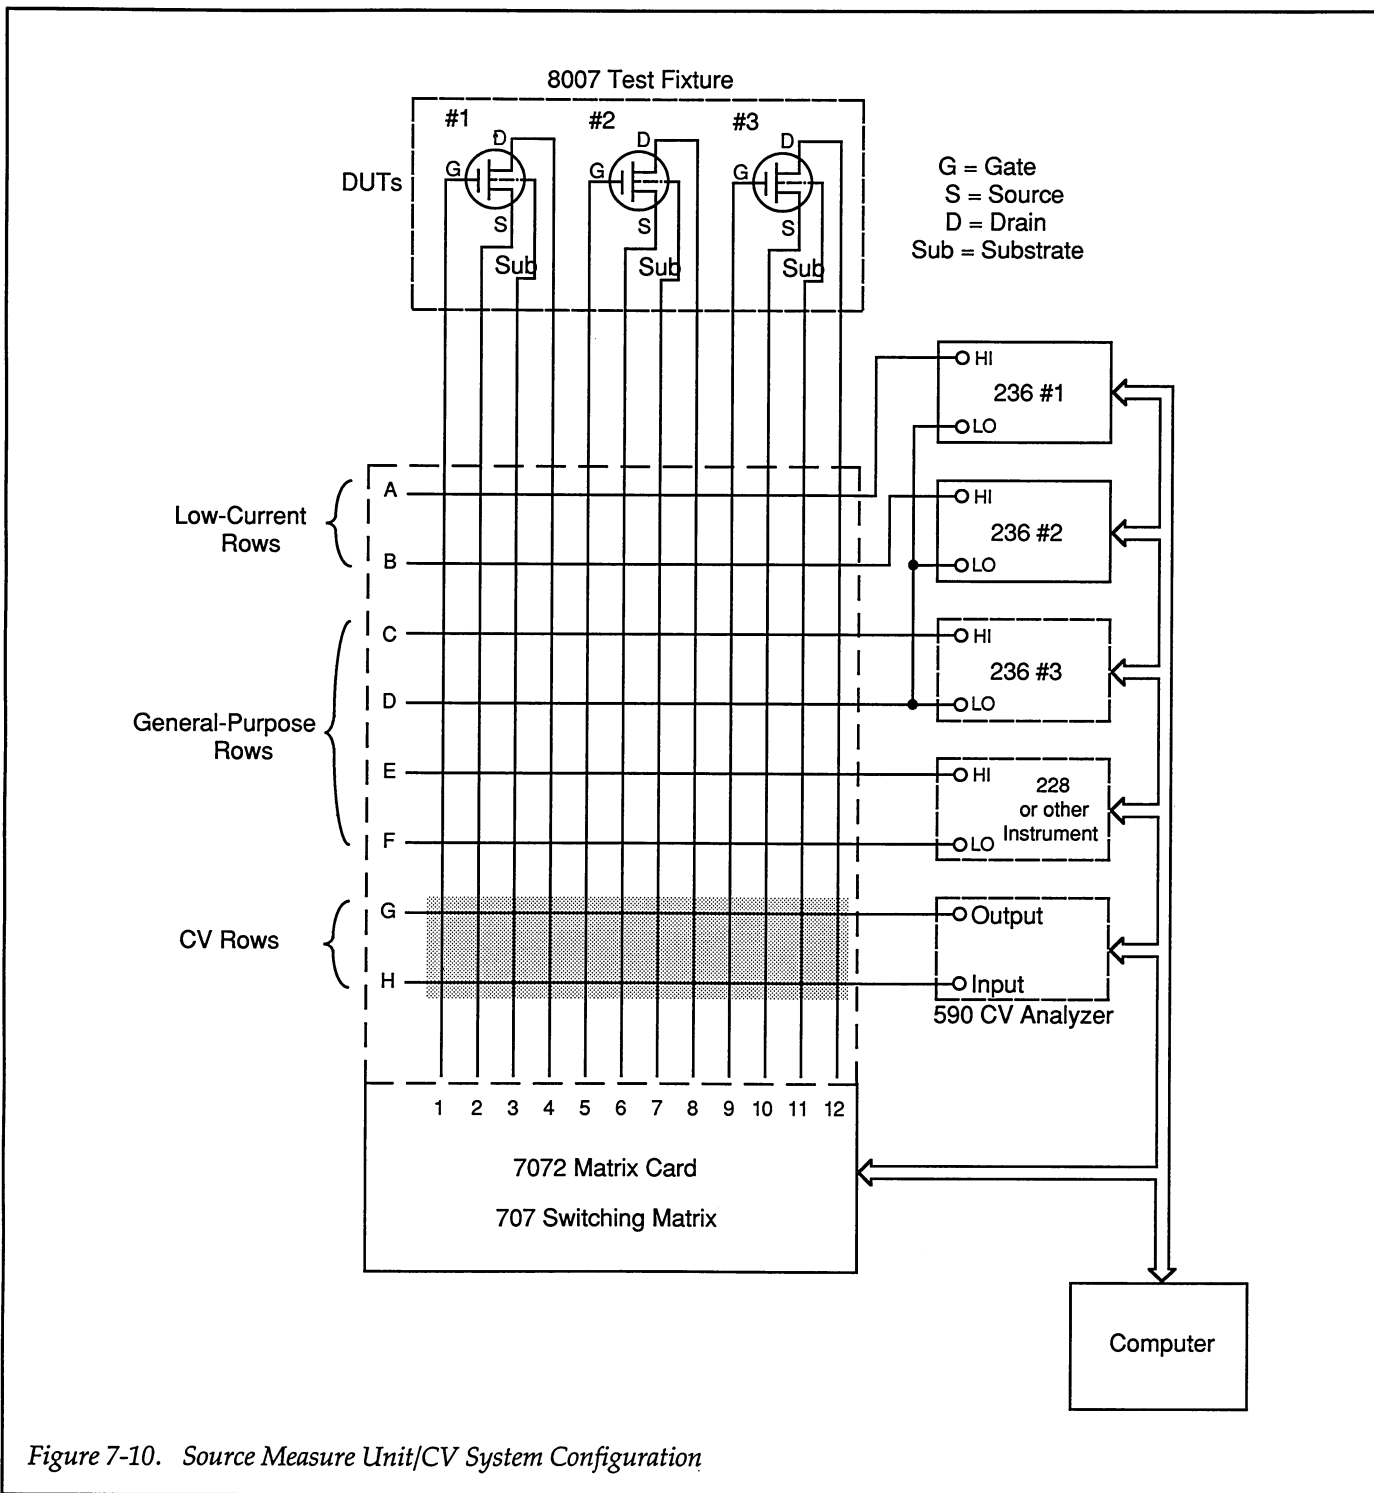 8007 Test Fixture
#1
#2
#3
D
D
D
G
G
G
DUTs
S
S
S
Sub
Sub
Sub
G = Gate
S = Source
D = Drain
Sub = Substrate
HI
236 #1
LO
A
Low-Current
Rows
B
HI
236 #2
LO
C
General-Purpose
Rows
D
HI
236 #3
LO
E
F
HI
228
or other
Instrument
LO
G
CV Rows
H
Output
Input
590 CV Analyzer
1 2 3 4 5 6 7 8 9 10 11 12
7072 Matrix Card
707 Switching Matrix
Computer
Figure 7-10. Source Measure Unit/CV System Configuration